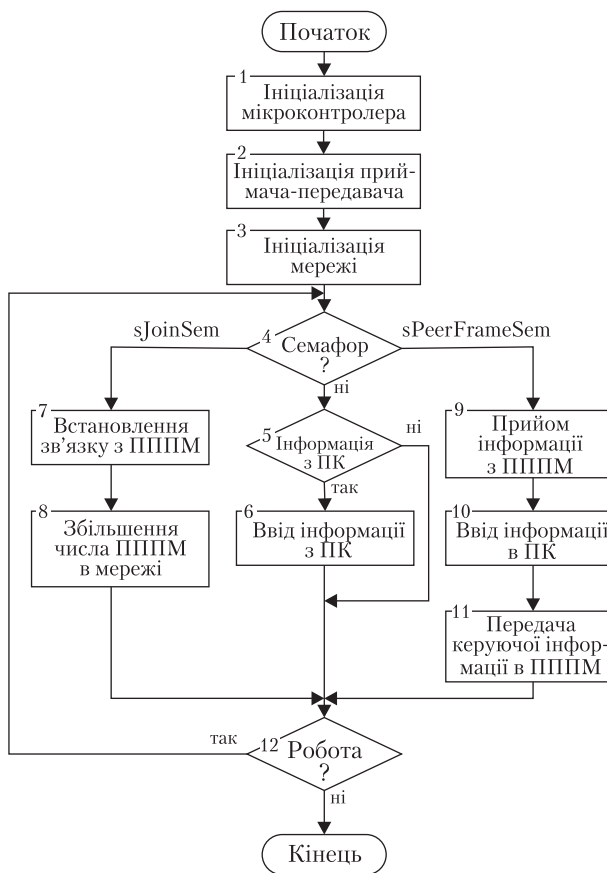 Початок
1
Ініціалізація
мікроконтролера
2
Ініціалізація прий-
мача-передавача
3
Ініціалізація
мережі
sJoinSem
4
Семафор
?
sPeerFrameSem
ні
7
Встановлення
зв'язку з ПППМ
5
Інформація
з ПК
ні
так
9
Прийом
інформації
з ПППМ
8
Збільшення
числа ПППМ
в мережі
6
Ввід інформації
з ПК
10
Ввід інформації
в ПК
11
Передача
керуючої інфор-
мації в ПППМ
так
12
Робота
?
ні
Кінець